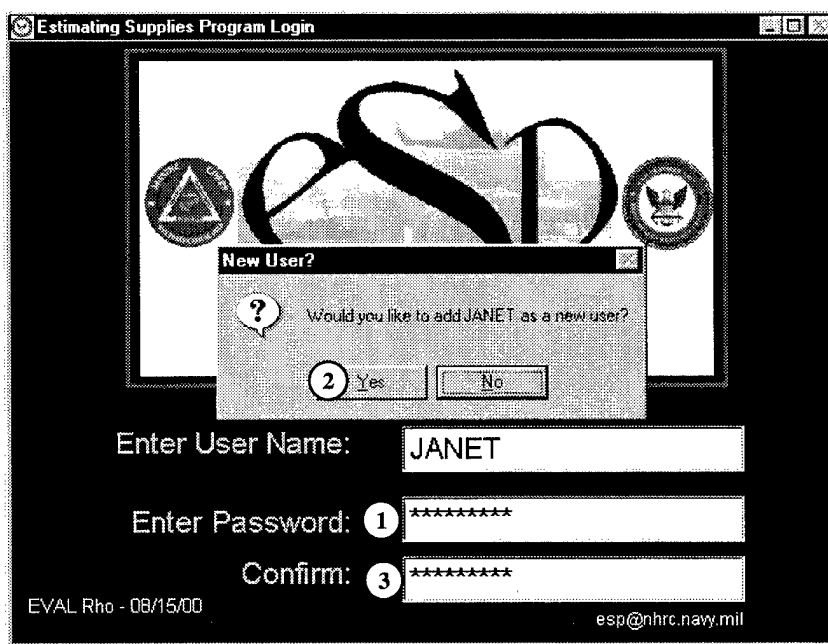 Estimating Supplies Program Login
ESP
New User?
?
Would you like to add JANET as a new user?
2 Yes No
Enter User Name: JANET
Enter Password: 1 *********
Confirm: 3 *********
EVAL Rho - 08/15/00
esp@nhrc.navy.mil